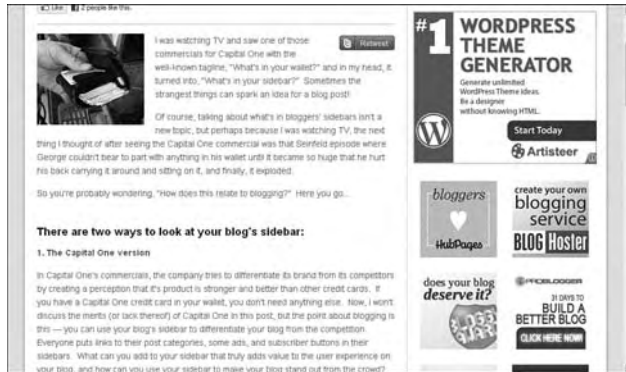 Like 2 people like this.
I was watching TV and saw one of those
commercials for Capital One with the
well-known tagline, "What's in your wallet?" and in my head, it
turned into, "What's in your sidebar?" Sometimes the
strangest things can spark an idea for a blog post!
Retweet
Of course, talking about what's in bloggers' sidebars isn't a
new topic, but perhaps because I was watching TV, the next
thing I thought of after seeing the Capital One commercial was that Seinfeld episode where
George couldn't bear to part with anything in his wallet until it became so huge that he hurt
his back carrying it around and sitting on it, and finally, it exploded.
So you're probably wondering, "How does this relate to blogging?" Here you go...
There are two ways to look at your blog's sidebar:
1. The Capital One version
In Capital One's commercials, the company tries to differentiate its brand from its competitors
by creating a perception that it's product is stronger and better than other credit cards. If
you have a Capital One credit card in your wallet, you don't need anything else. Now, I won't
discuss the merits (or lack thereof) of Capital One in this post, but the point about blogging is
this — you can use your blog's sidebar to differentiate your blog from the competition.
Everyone puts links to their post categories, some ads, and subscriber buttons in their
sidebars. What can you add to your sidebar that truly adds value to the user experience on
your blog, and how can you use your sidebar to make your blog stand out from the crowd?
#1 WORDPRESS
THEME
GENERATOR
Generate unlimited
WordPress Theme ideas.
Be a designer
without knowing HTML.
Start Today
Artisteer
bloggers
HubPages
create your own
blogging
service
BLOG Hoster
does your blog
deserve it?
PROBLOGGER
31 DAYS TO
BUILD A
BETTER BLOG
CLICK HERE NOW!